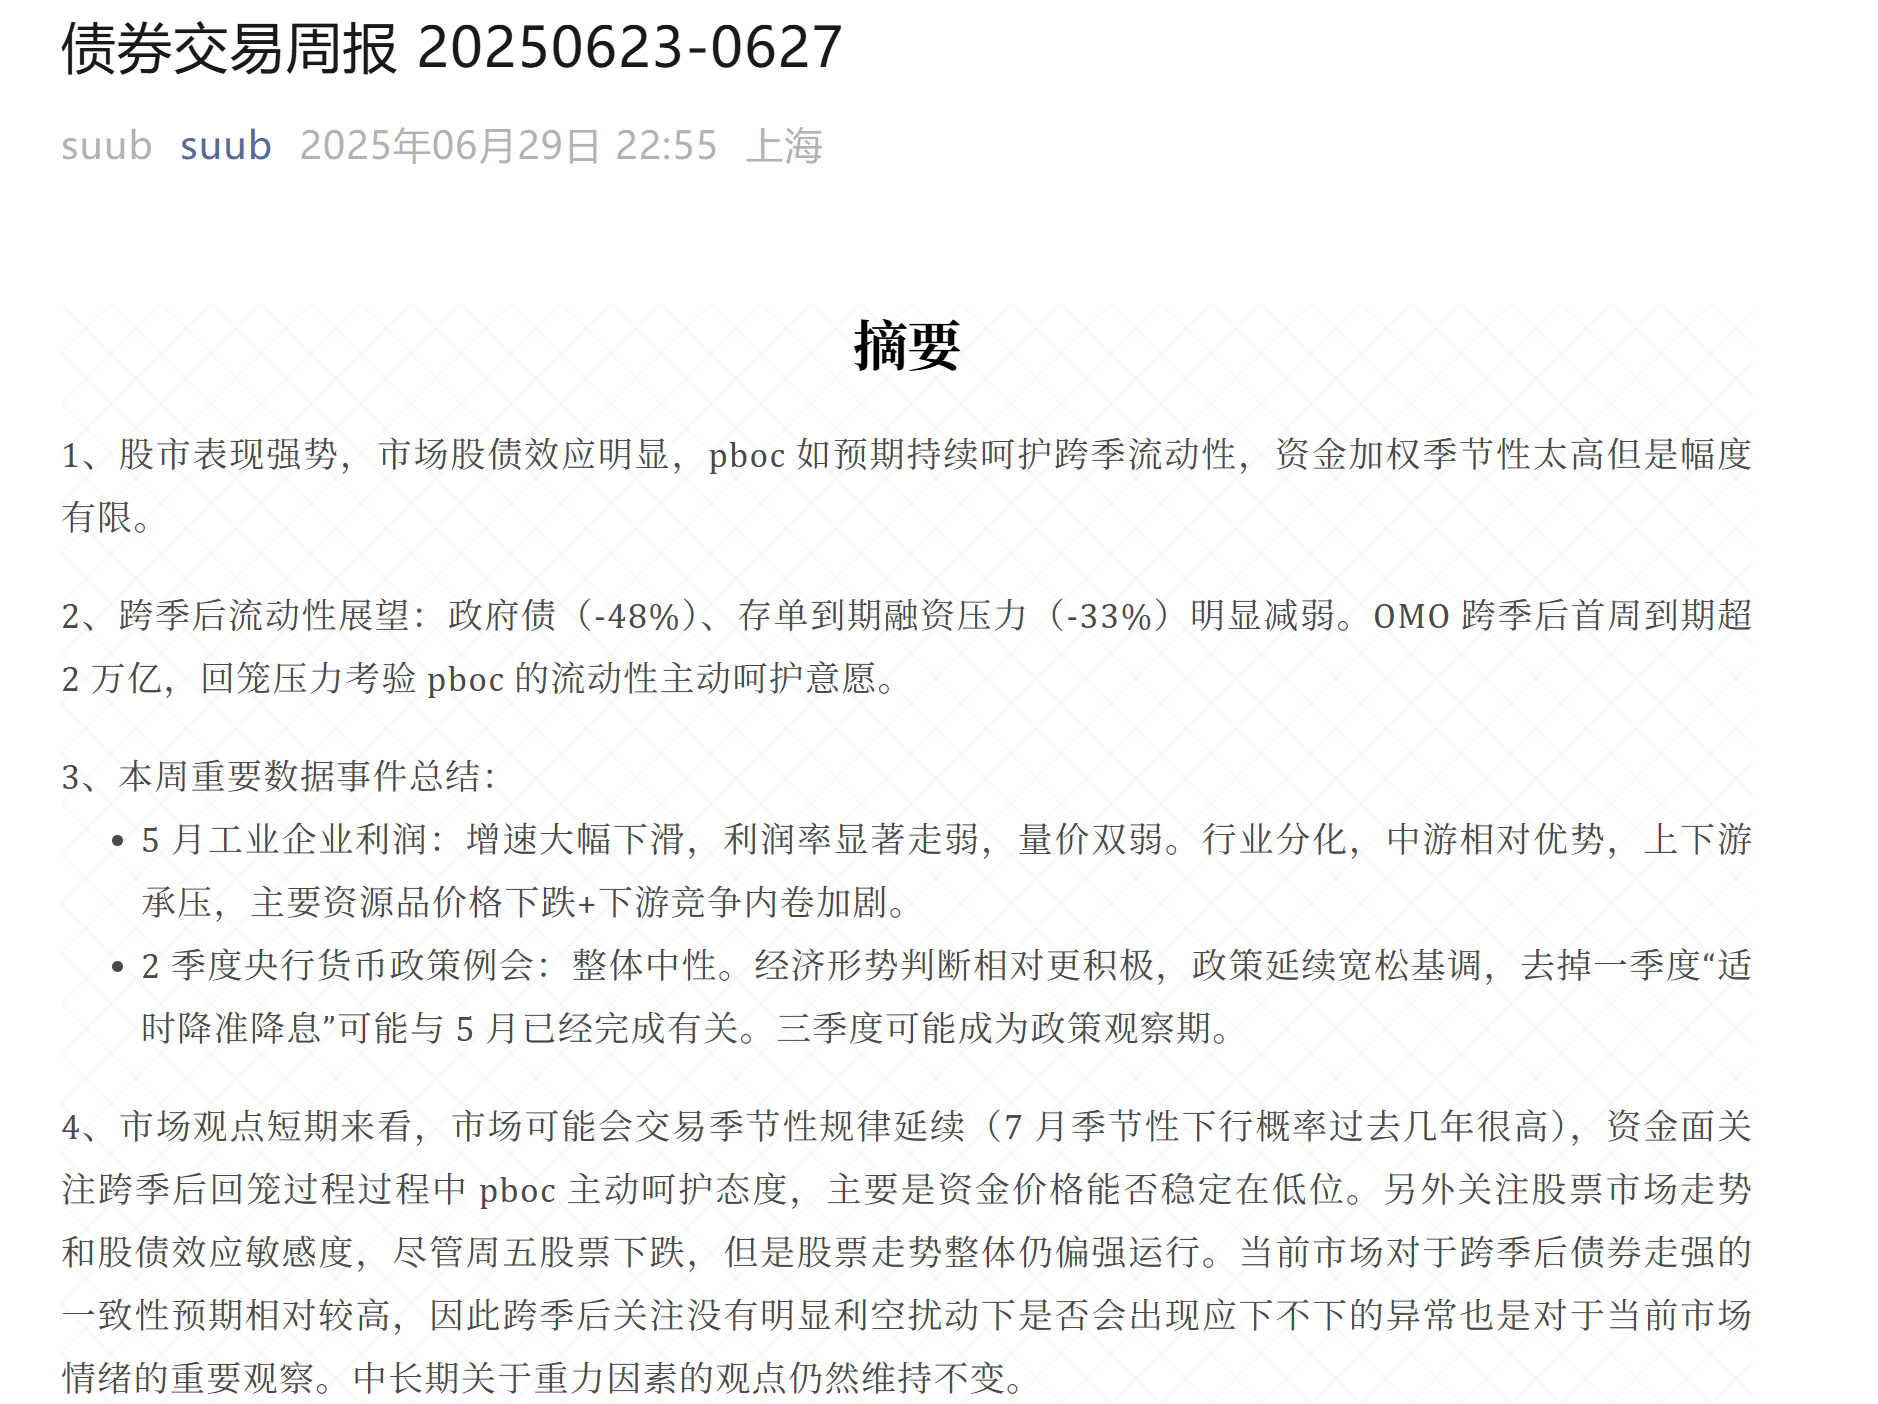 债券交易周报 20250623-0627
suub suub 2025年06月29日 22:55 上海
摘要
1、股市表现强势，市场股债效应明显，pboc 如预期持续呵护跨季流动性，资金加权季节性太高但是幅度
有限。
2、跨季后流动性展望：政府债（-48%）、存单到期融资压力（-33%）明显减弱。OMO 跨季后首周到期超
2 万亿，回笼压力考验 pboc 的流动性主动呵护意愿。
3、本周重要数据事件总结：
• 5 月工业企业利润：增速大幅下滑，利润率显著走弱，量价双弱。行业分化，中游相对优势，上下游
承压，主要资源品价格下跌+下游竞争内卷加剧。
• 2 季度央行货币政策例会：整体中性。经济形势判断相对更积极，政策延续宽松基调，去掉一季度“适
时降准降息”可能与 5 月已经完成有关。三季度可能成为政策观察期。
4、市场观点短期来看，市场可能会交易季节性规律延续（7 月季节性下行概率过去几年很高），资金面关
注跨季后回笼过程过程中 pboc 主动呵护态度，主要是资金价格能否稳定在低位。另外关注股票市场走势
和股债效应敏感度，尽管周五股票下跌，但是股票走势整体仍偏强运行。当前市场对于跨季后债券走强的
一致性预期相对较高，因此跨季后关注没有明显利空扰动下是否会出现应下不下的异常也是对于当前市场
情绪的重要观察。中长期关于重力因素的观点仍然维持不变。